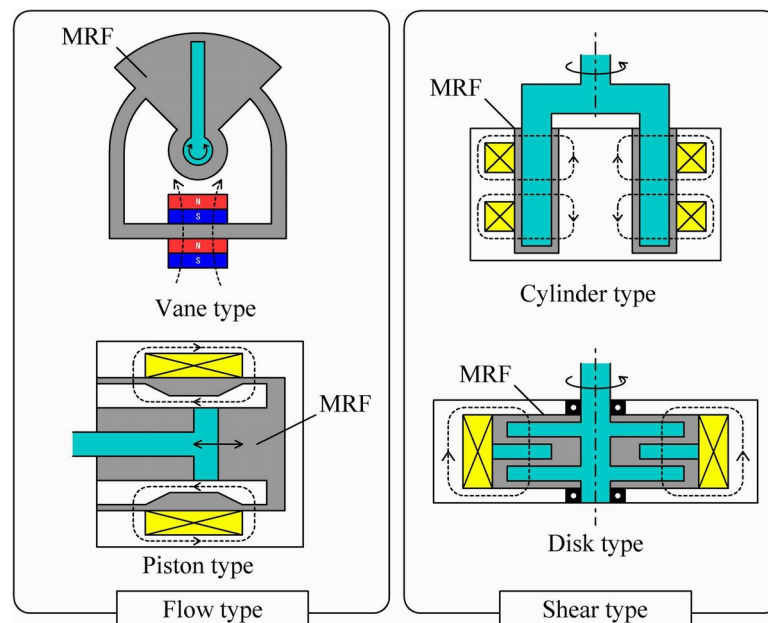 MRF
N
S
N
S
Vane type
MRF
Piston type
Flow type
MRF
Cylinder type
MRF
Disk type
Shear type